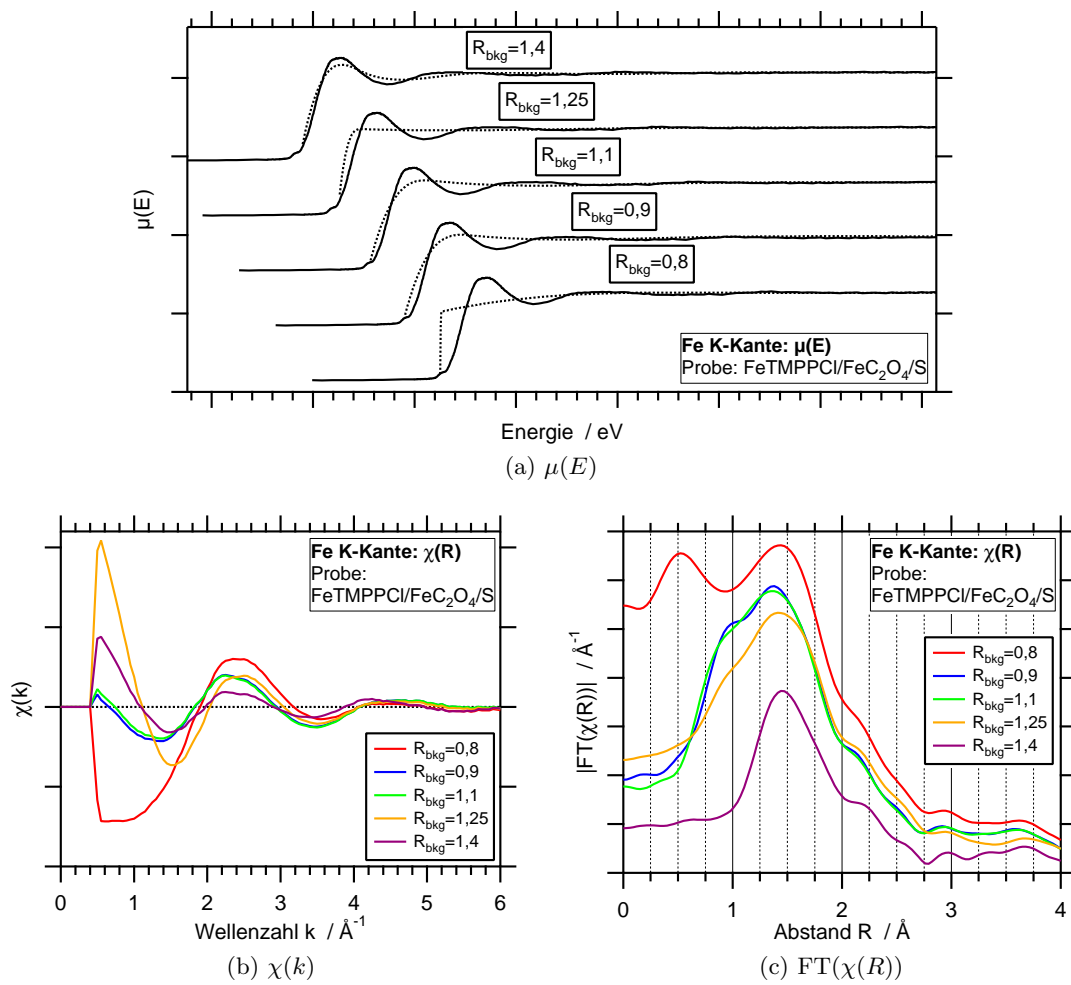 R_bkg=1,4
R_bkg=1,25
R_bkg=1,1
R_bkg=0,9
R_bkg=0,8
μ(E)
Fe K-Kante: μ(E)
Probe: FeTMPPCl/FeC₂O₄/S
Energie / eV
(a) μ(E)
Fe K-Kante: χ(R)
Probe:
FeTMPPCl/FeC₂O₄/S
χ(k)
R_bkg=0,8
R_bkg=0,9
R_bkg=1,1
R_bkg=1,25
R_bkg=1,4
0 1 2 3 4 5 6
Wellenzahl k / Å⁻¹
(b) χ(k)
Fe K-Kante: χ(R)
Probe:
FeTMPPCl/FeC₂O₄/S
|FT(χ(R))| / Å⁻¹
R_bkg=0,8
R_bkg=0,9
R_bkg=1,1
R_bkg=1,25
R_bkg=1,4
0 1 2 3 4
Abstand R / Å
(c) FT(χ(R))